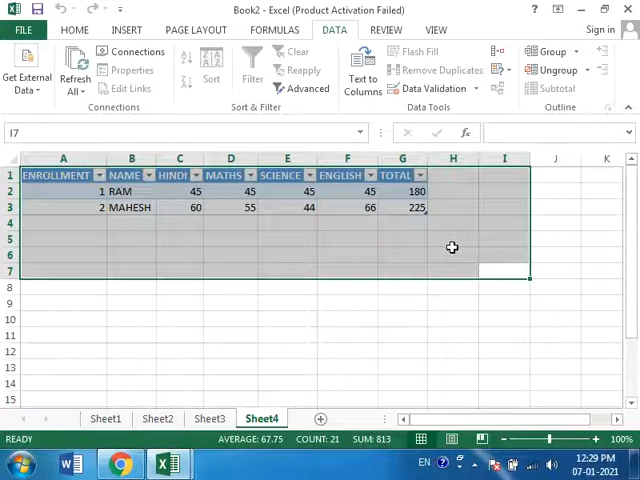 Book2 - Excel (Product Activation Failed)
FILE HOME INSERT PAGE LAYOUT FORMULAS DATA REVIEW VIEW Sign in
Get External Data
Refresh All
Connections
Properties
Edit Links
Connections
Sort
Filter
Clear
Reapply
Advanced
Sort & Filter
Text to Columns
Flash Fill
Remove Duplicates
Data Validation
Data Tools
Group
Ungroup
Subtotal
Outline
I7
A B C D E F G H I J K
1 ENROLLMENT NAME HINDI MATHS SCIENCE ENGLISH TOTAL
2 1 RAM 45 45 45 45 180
3 2 MAHESH 60 55 44 66 225
4
5
6
7
8
9
10
11
12
13
14
15
Sheet1 Sheet2 Sheet3 Sheet4
READY AVERAGE: 67.75 COUNT: 21 SUM: 813 100%
EN 12:29 PM
07-01-2021